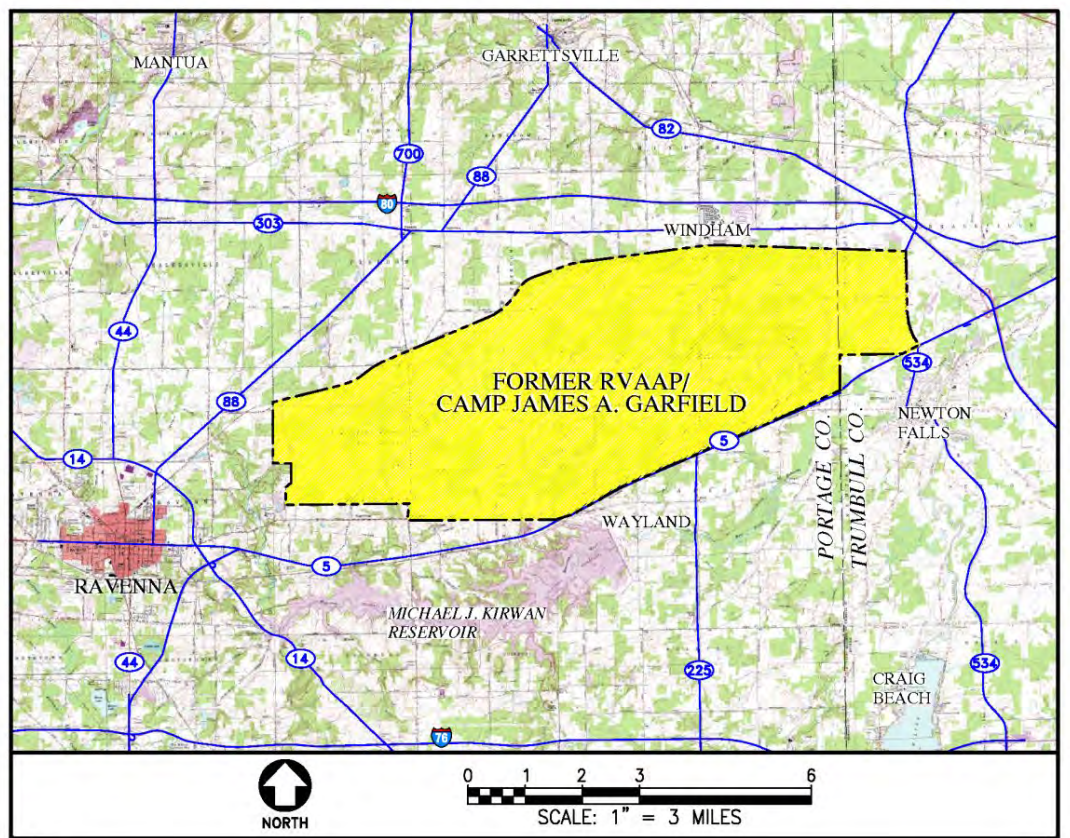 MANTUA
GARRETTSVILLE
82
700
88
80
303
WINDHAM
44
534
FORMER RVAAP/
CAMP JAMES A. GARFIELD
88
NEWTON
FALLS
5
14
PORTAGE CO.
TRUMBULL CO.
WAYLAND
RAVENNA
5
MICHAEL J. KIRWAN
RESERVOIR
44
14
225
534
CRAIG
BEACH
76
NORTH
0 1 2 3 6
SCALE: 1" = 3 MILES